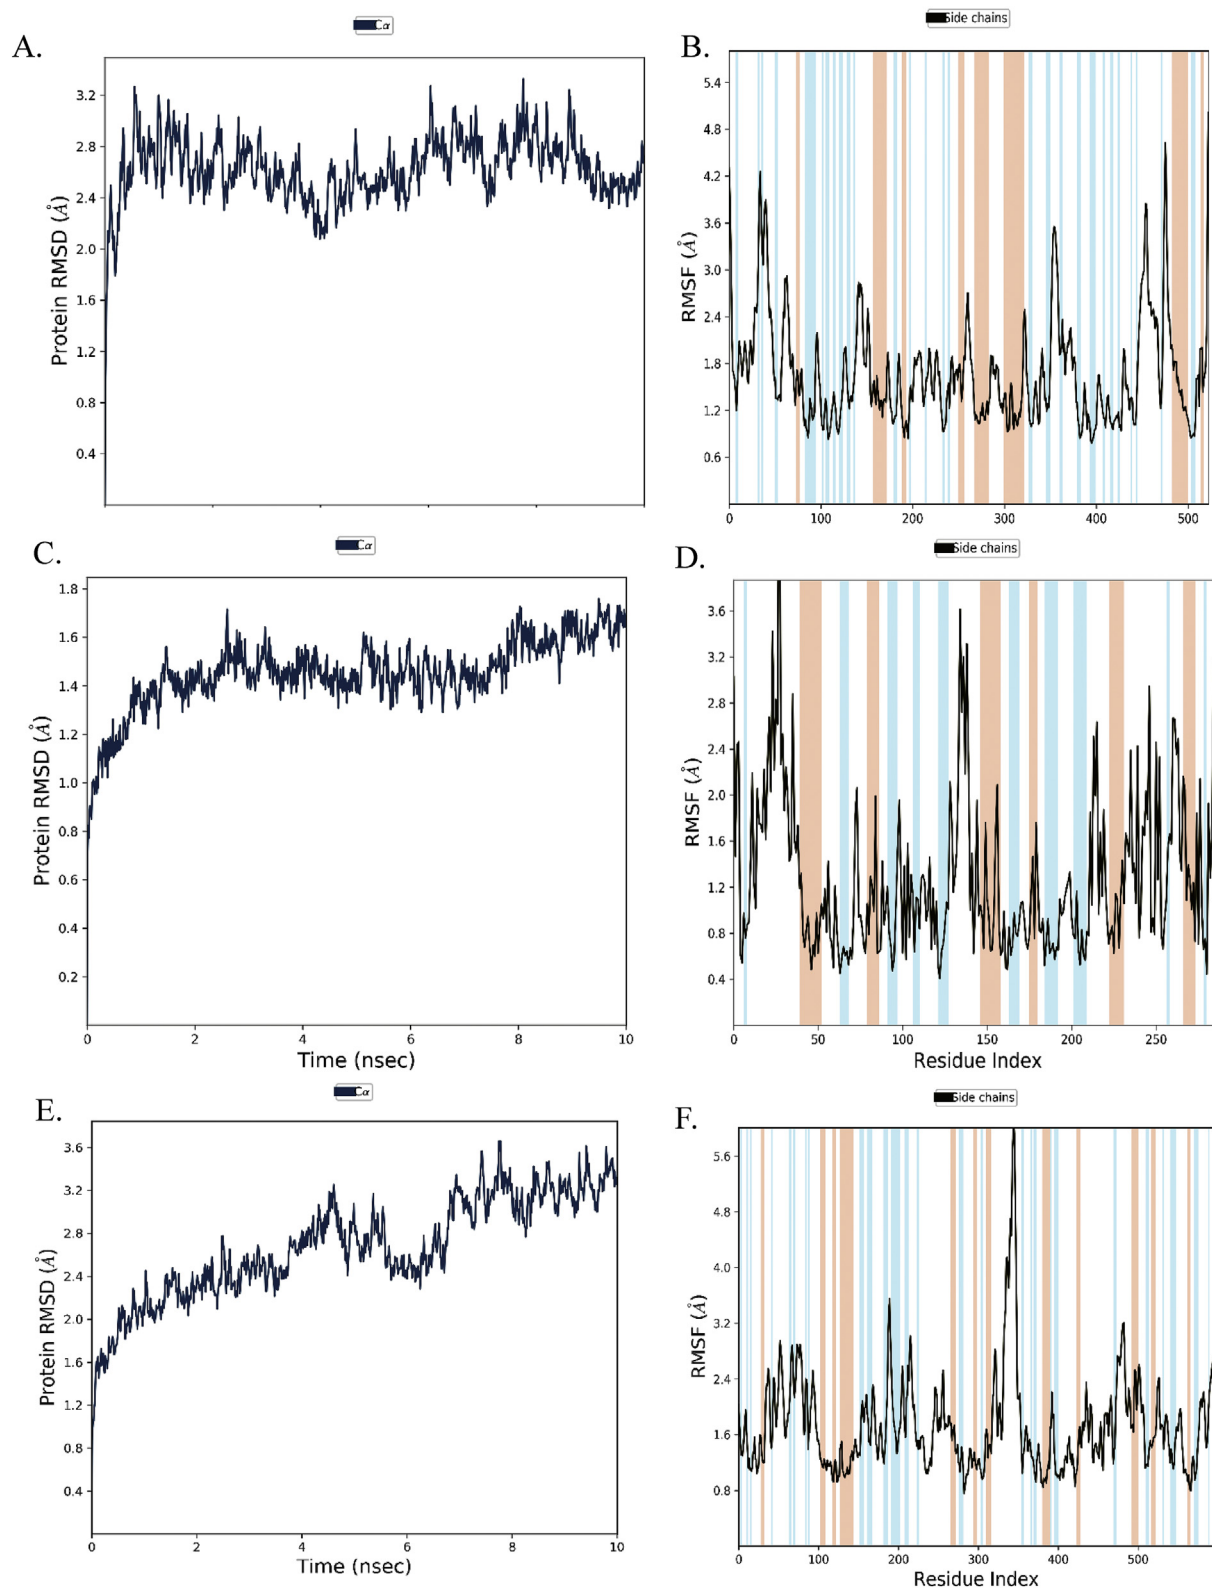 A.
Cα
Protein RMSD (Å)
3.2
2.8
2.4
2.0
1.6
1.2
0.8
0.4
B.
Side chains
RMSF (Å)
5.4
4.8
4.2
3.6
3.0
2.4
1.8
1.2
0.6
0 100 200 300 400 500
C.
Cα
Protein RMSD (Å)
1.8
1.6
1.4
1.2
1.0
0.8
0.6
0.4
0.2
0 2 4 6 8 10
Time (nsec)
D.
Side chains
RMSF (Å)
3.6
3.2
2.8
2.4
2.0
1.6
1.2
0.8
0.4
0 50 100 150 200 250
Residue Index
E.
Cα
Protein RMSD (Å)
3.6
3.2
2.8
2.4
2.0
1.6
1.2
0.8
0.4
0 2 4 6 8 10
Time (nsec)
F.
Side chains
RMSF (Å)
5.6
4.8
4.0
3.2
2.4
1.6
0.8
0 100 200 300 400 500
Residue Index